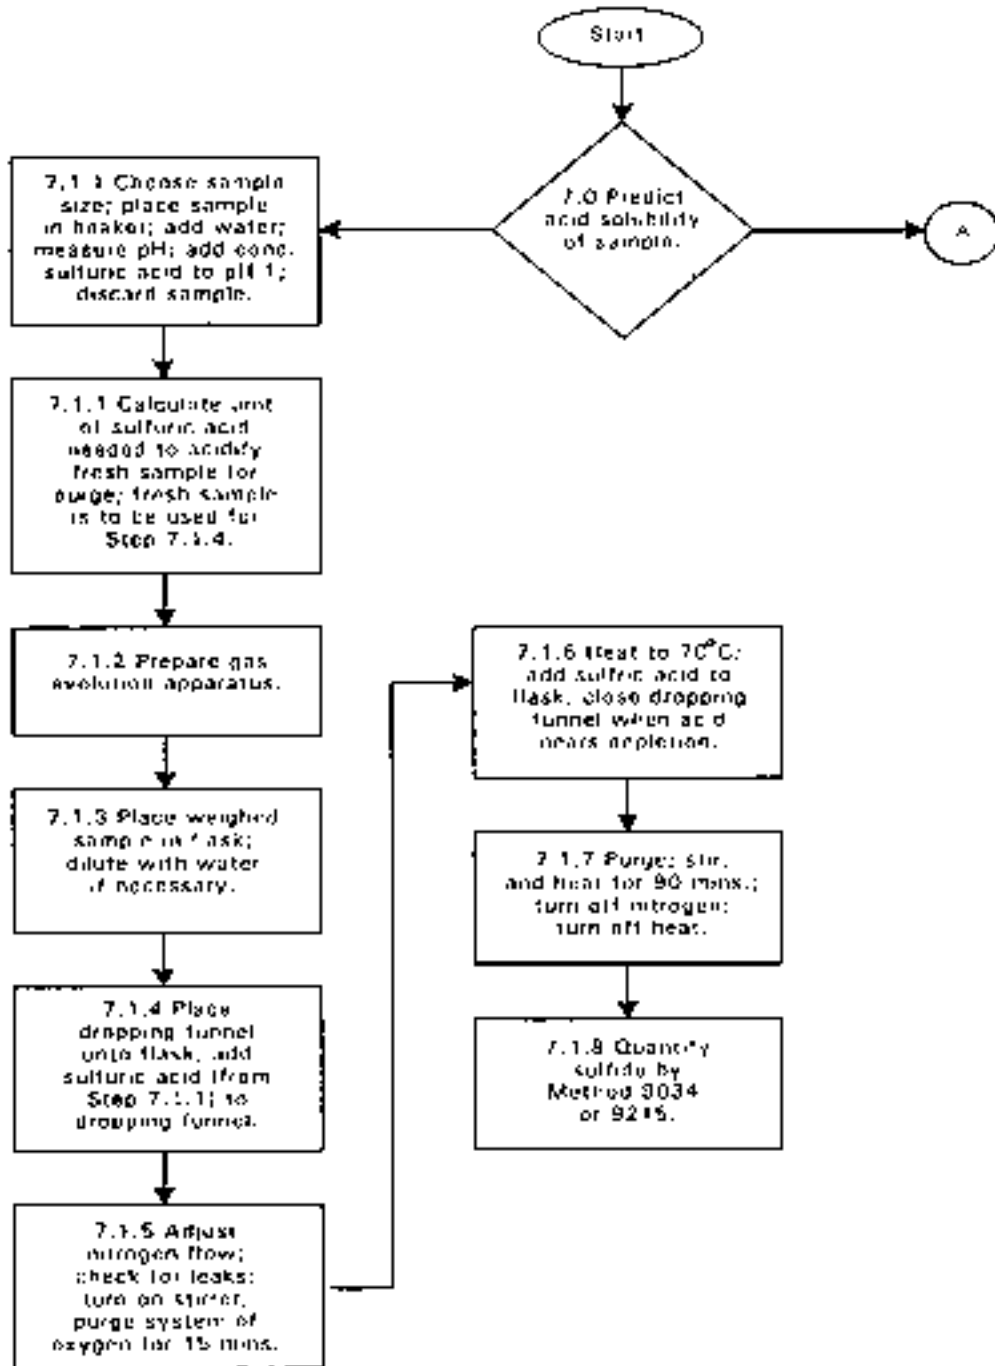 Start
7.0 Predict
acid solubility
of sample.
A
7.1.1 Choose sample
size; place sample
in beaker; add water;
measure pH; add conc.
sulfuric acid to pH 1;
discard sample.
7.1.1 Calculate amt
of sulfuric acid
needed to acidify
fresh sample for
purge; fresh sample
is to be used for
Step 7.1.4.
7.1.2 Prepare gas
evolution apparatus.
7.1.3 Place weighed
sample in flask;
dilute with water
if necessary.
7.1.4 Place
dropping funnel
onto flask, add
sulfuric acid (from
Step 7.1.1) to
dropping funnel.
7.1.5 Adjust
nitrogen flow;
check for leaks;
turn on stirrer,
purge system of
oxygen for 15 mins.
7.1.6 Heat to 70°C;
add sulfric acid to
flask, close dropping
funnel when acid
nears depletion.
7.1.7 Purge; stir,
and heat for 90 mins.;
turn off nitrogen;
turn off heat.
7.1.8 Quantify
sulfide by
Method 9034
or 9215.